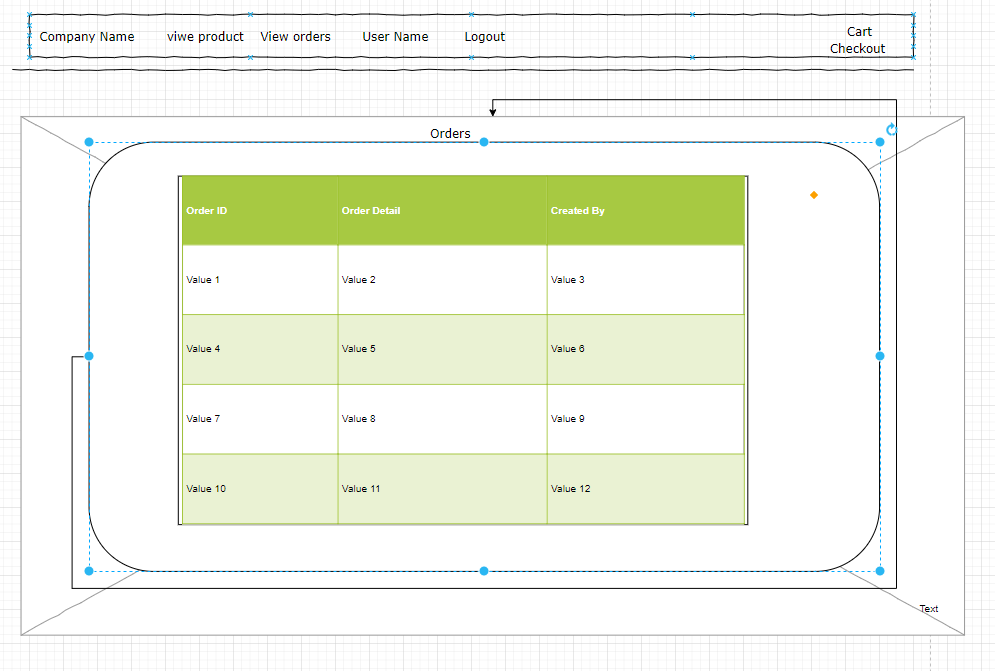 Company Name viwe product View orders User Name Logout Cart
Checkout
Orders
Order ID Order Detail Created By
Value 1 Value 2 Value 3
Value 4 Value 5 Value 6
Value 7 Value 8 Value 9
Value 10 Value 11 Value 12
Text